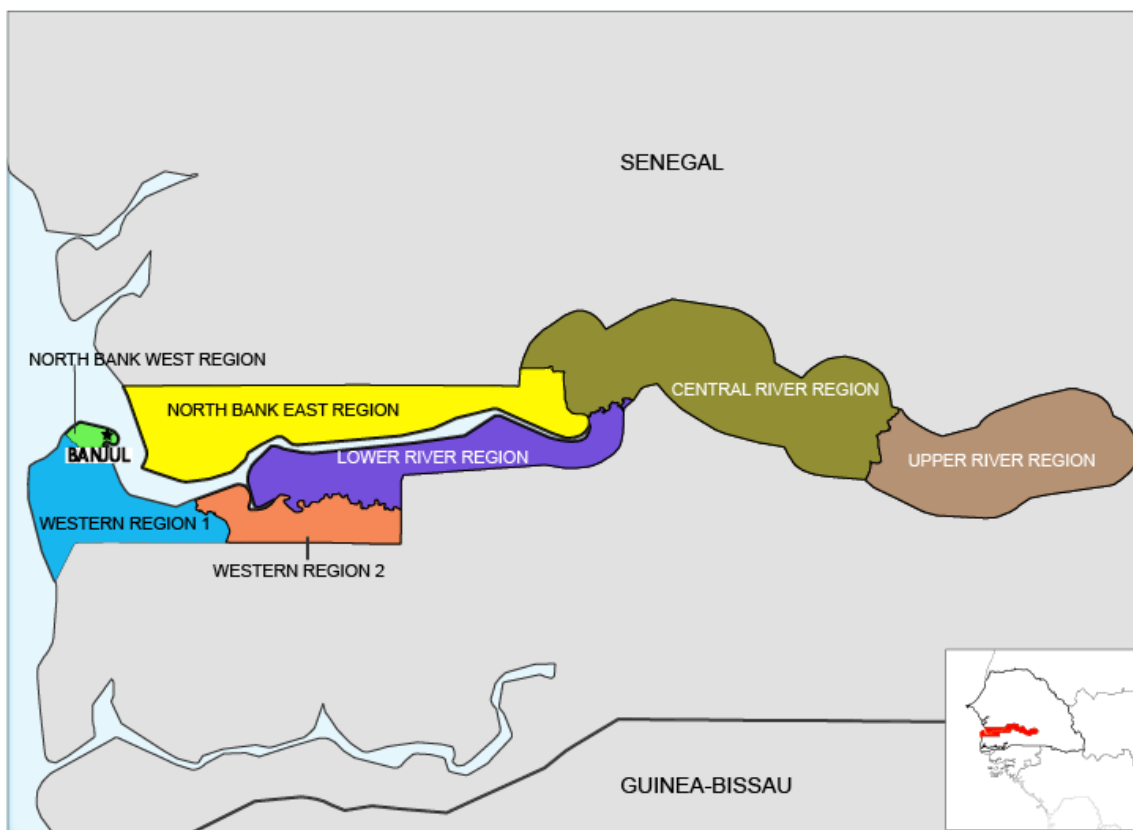 SENEGAL
NORTH BANK WEST REGION
NORTH BANK EAST REGION
CENTRAL RIVER REGION
BANJUL
LOWER RIVER REGION
UPPER RIVER REGION
WESTERN REGION 1
WESTERN REGION 2
GUINEA-BISSAU